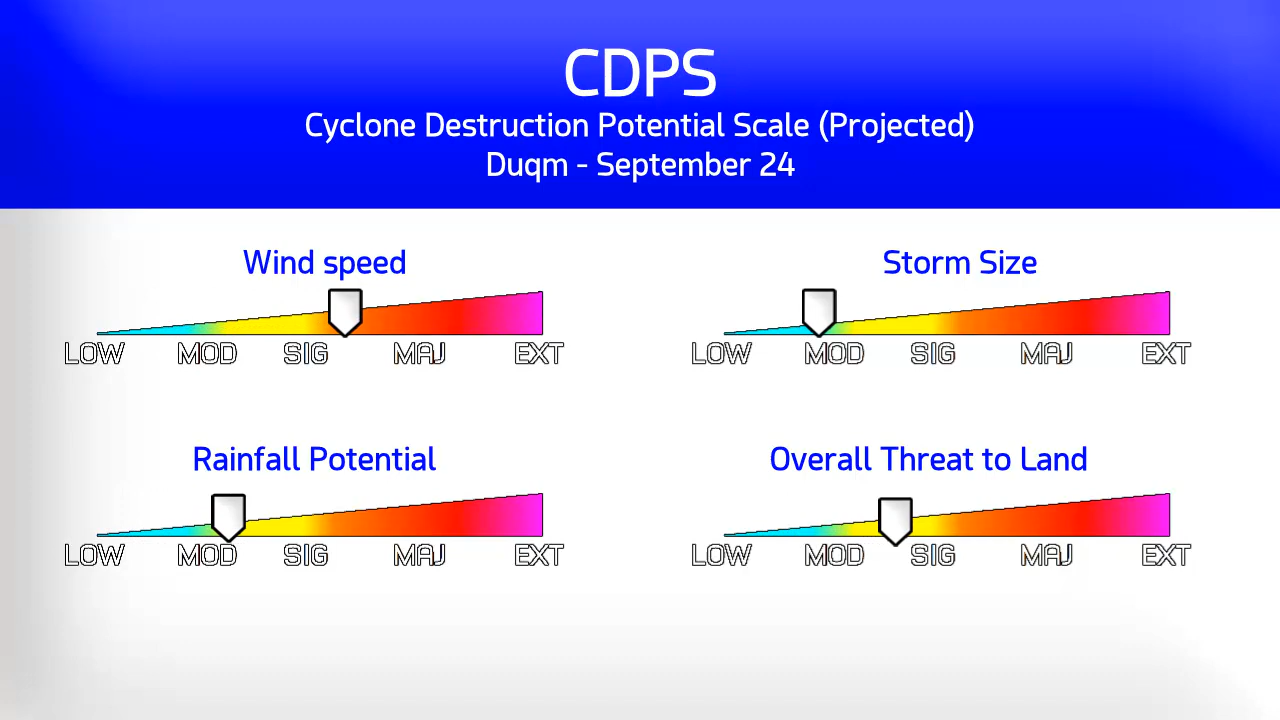 CDPS
Cyclone Destruction Potential Scale (Projected)
Duqm - September 24
Wind speed
LOW MOD SIG MAJ EXT
Storm Size
LOW MOD SIG MAJ EXT
Rainfall Potential
LOW MOD SIG MAJ EXT
Overall Threat to Land
LOW MOD SIG MAJ EXT